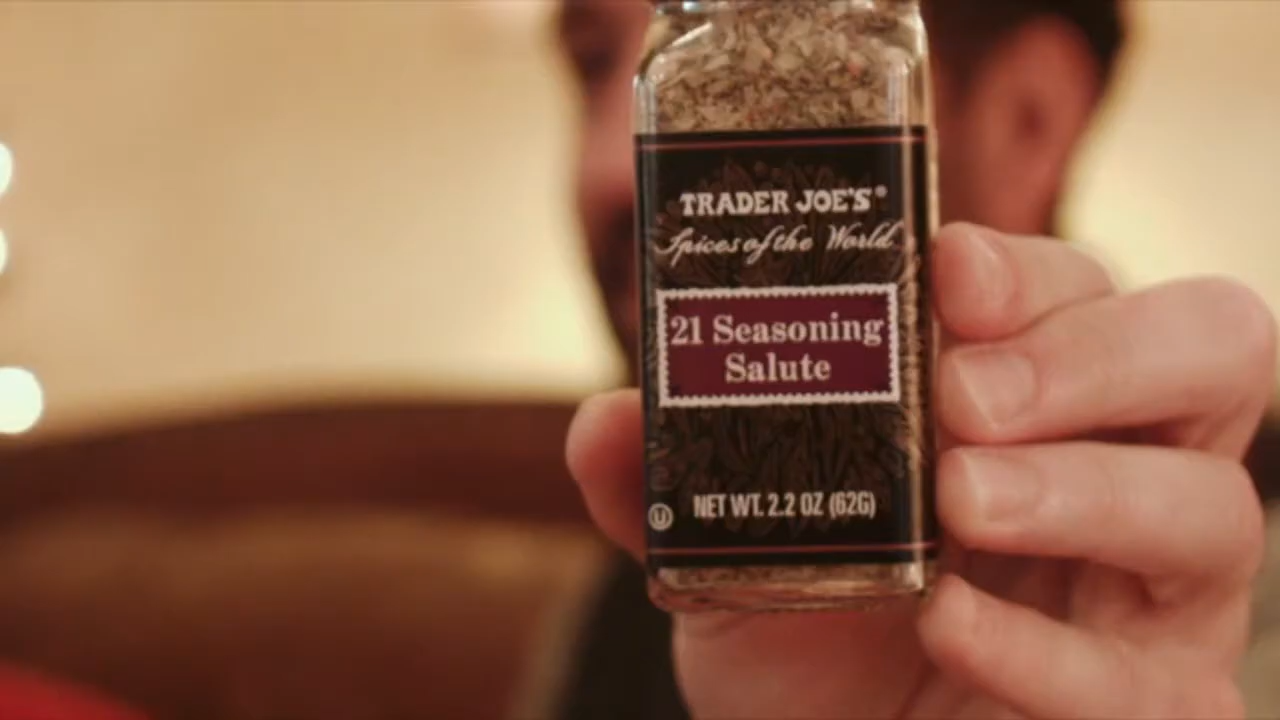 TRADER JOE'S®
Spices of the World
21 Seasoning
Salute
NET WT. 2.2 OZ (62G)
U